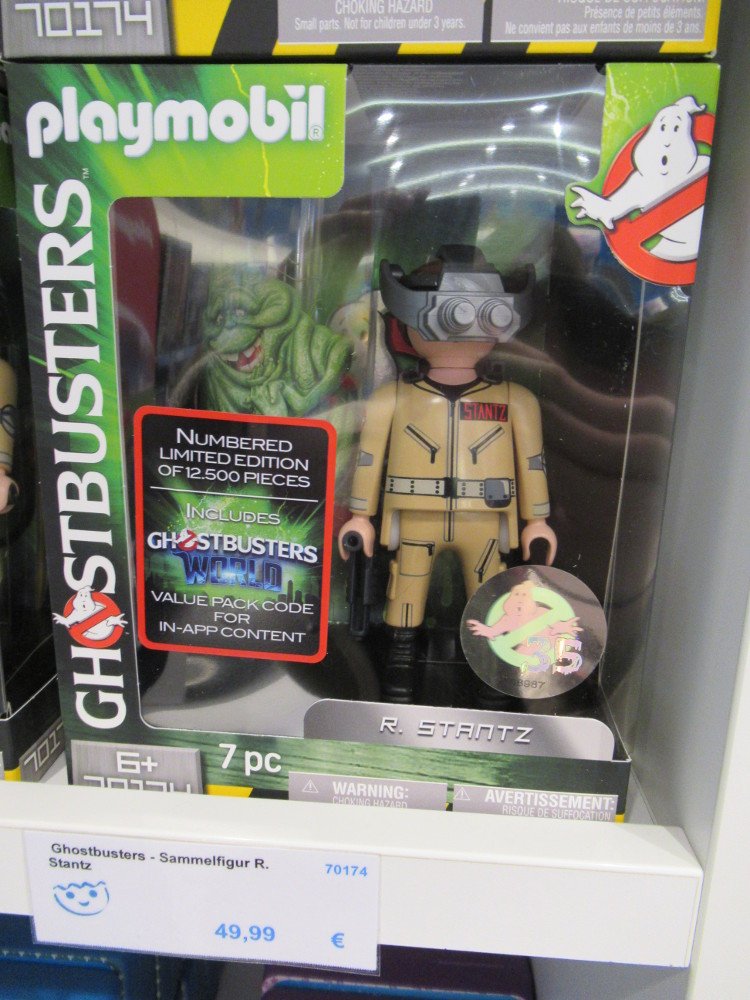 70174
CHOKING HAZARD
Small parts. Not for children under 3 years.
Présence de petits éléments.
Ne convient pas aux enfants de moins de 3 ans.
playmobil®
GHOSTBUSTERS™
STANTZ
NUMBERED
LIMITED EDITION
OF 12.500 PIECES
INCLUDES
GHOSTBUSTERS
WORLD
VALUE PACK CODE
FOR
IN-APP CONTENT
35
R. STANTZ
6+
70174
7 pc
WARNING:
CHOKING HAZARD
AVERTISSEMENT:
RISQUE DE SUFFOCATION
Ghostbusters - Sammelfigur R.
Stantz
70174
49,99 €